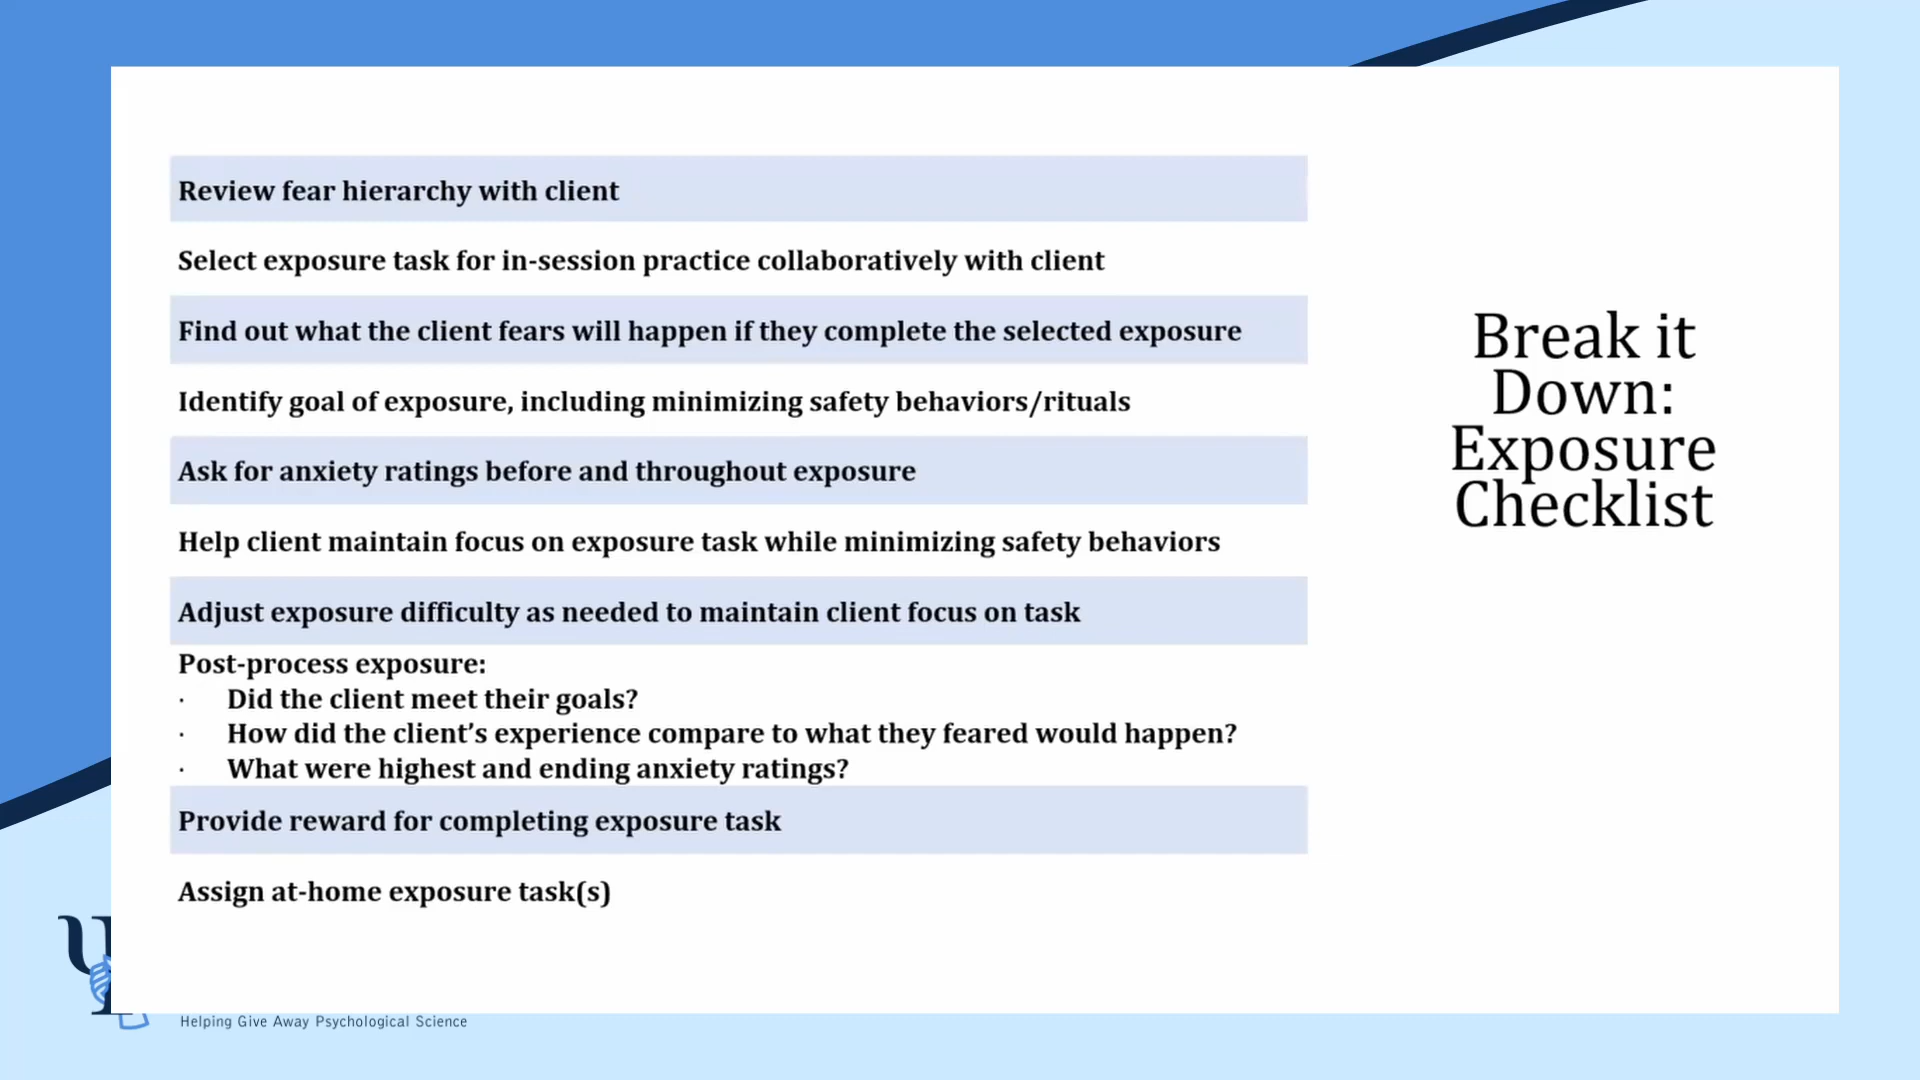 Review fear hierarchy with client
Select exposure task for in-session practice collaboratively with client
Find out what the client fears will happen if they complete the selected exposure
Identify goal of exposure, including minimizing safety behaviors/rituals
Ask for anxiety ratings before and throughout exposure
Help client maintain focus on exposure task while minimizing safety behaviors
Adjust exposure difficulty as needed to maintain client focus on task
Post-process exposure:
· Did the client meet their goals?
· How did the client’s experience compare to what they feared would happen?
· What were highest and ending anxiety ratings?
Provide reward for completing exposure task
Assign at-home exposure task(s)
Break it
Down:
Exposure
Checklist
Helping Give Away Psychological Science